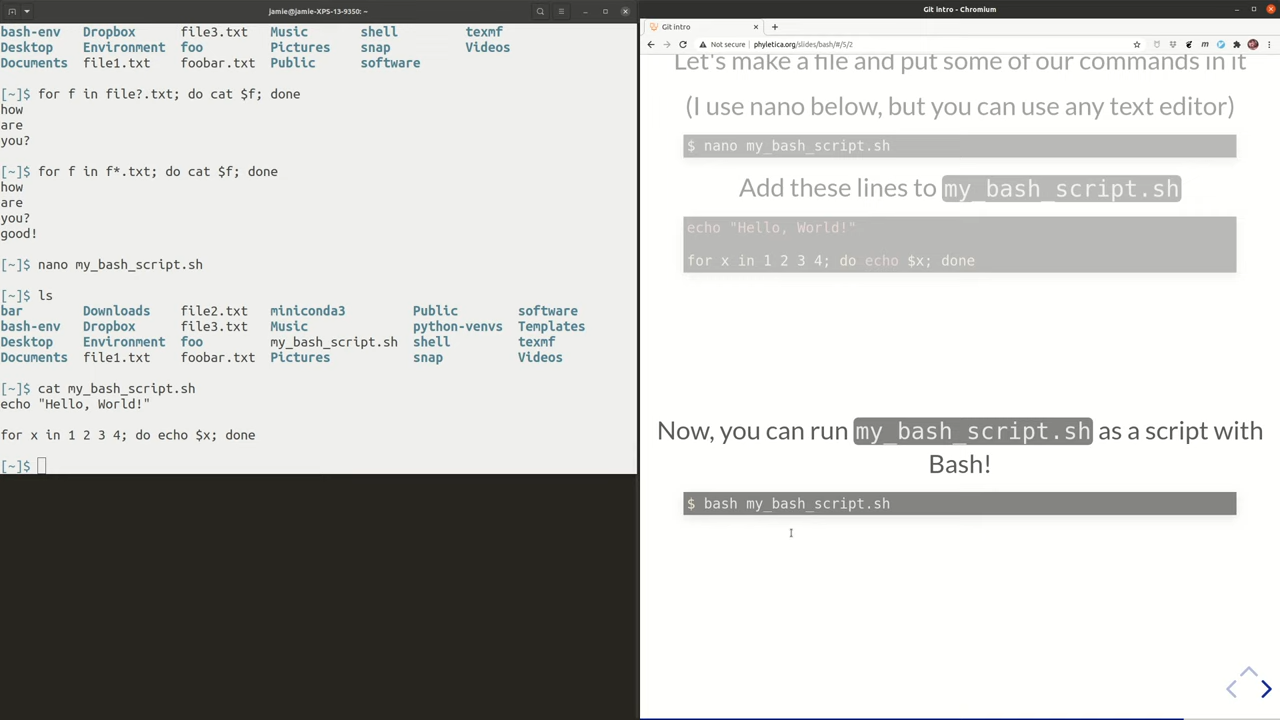 jamie@jamie-XPS-13-9350: ~
bash-env Dropbox file3.txt Music shell texmf
Desktop Environment foo Pictures snap Videos
Documents file1.txt foobar.txt Public software
[~]$ for f in file?.txt; do cat $f; done
how
are
you?
[~]$ for f in f*.txt; do cat $f; done
how
are
you?
good!
[~]$ nano my_bash_script.sh
[~]$ ls
bar Downloads file2.txt miniconda3 Public software
bash-env Dropbox file3.txt Music python-venvs Templates
Desktop Environment foo my_bash_script.sh shell texmf
Documents file1.txt foobar.txt Pictures snap Videos
[~]$ cat my_bash_script.sh
echo "Hello, World!"
for x in 1 2 3 4; do echo $x; done
[~]$
Git intro - Chromium
Git intro
Not secure phyletica.org/slides/bash/#/5/2
Let's make a file and put some of our commands in it
(I use nano below, but you can use any text editor)
$ nano my_bash_script.sh
Add these lines to my_bash_script.sh
echo "Hello, World!"
for x in 1 2 3 4; do echo $x; done
Now, you can run my_bash_script.sh as a script with
Bash!
$ bash my_bash_script.sh